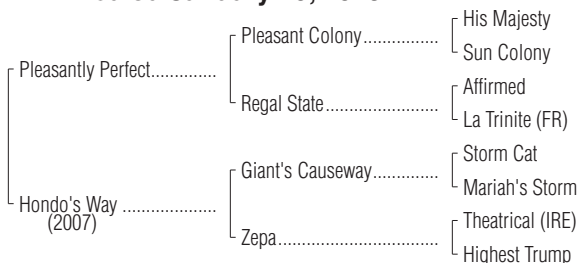 His Majesty
Pleasant Colony
Sun Colony
Pleasantly Perfect
Affirmed
Regal State
La Trinite (FR)
Storm Cat
Giant's Causeway
Mariah's Storm
Hondo's Way
(2007)
Theatrical (IRE)
Zepa
Highest Trump